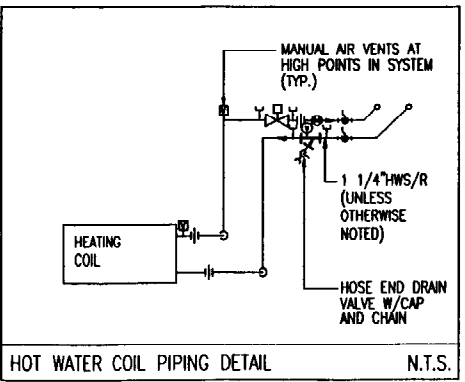 MANUAL AIR VENTS AT
HIGH POINTS IN SYSTEM
(TYP.)
1 1/4"HWS/R
(UNLESS
OTHERWISE
NOTED)
HEATING
COIL
HOSE END DRAIN
VALVE W/CAP
AND CHAIN
HOT WATER COIL PIPING DETAIL
N.T.S.